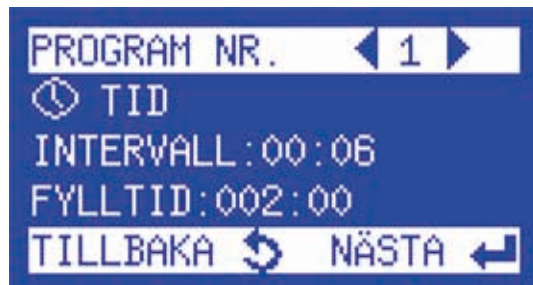 PROGRAM NR. 1
TID
INTERVALL:00:06
FYLLTID:002:00
TILLBAKA NÄSTA